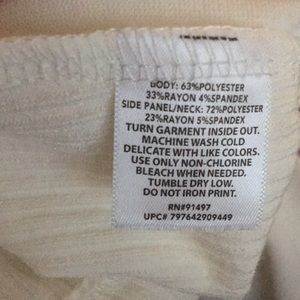 BODY: 63%POLYESTER
33%RAYON 4%SPANDEX
SIDE PANEL/NECK: 72%POLYESTER
23%RAYON 5%SPANDEX
TURN GARMENT INSIDE OUT.
MACHINE WASH COLD
DELICATE WITH LIKE COLORS.
USE ONLY NON-CHLORINE
BLEACH WHEN NEEDED.
TUMBLE DRY LOW.
DO NOT IRON PRINT.
RN#91497
UPC# 797642909449